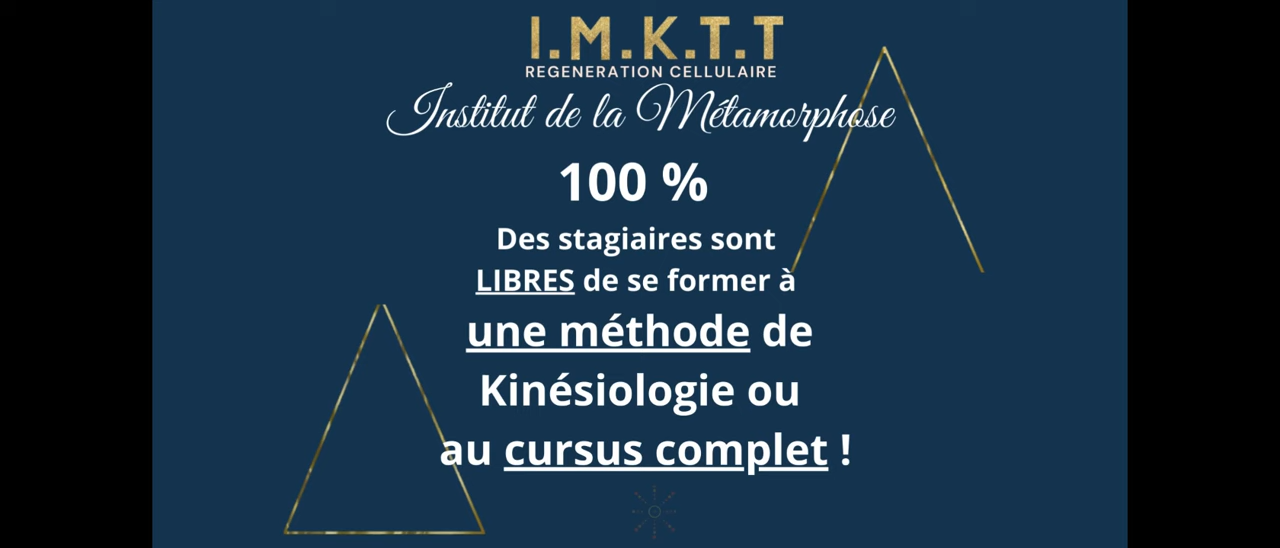 I.M.K.T.T
REGENERATION CELLULAIRE
Institut de la Métamorphose
100 %
Des stagiaires sont
LIBRES de se former à
une méthode de
Kinésiologie ou
au cursus complet !